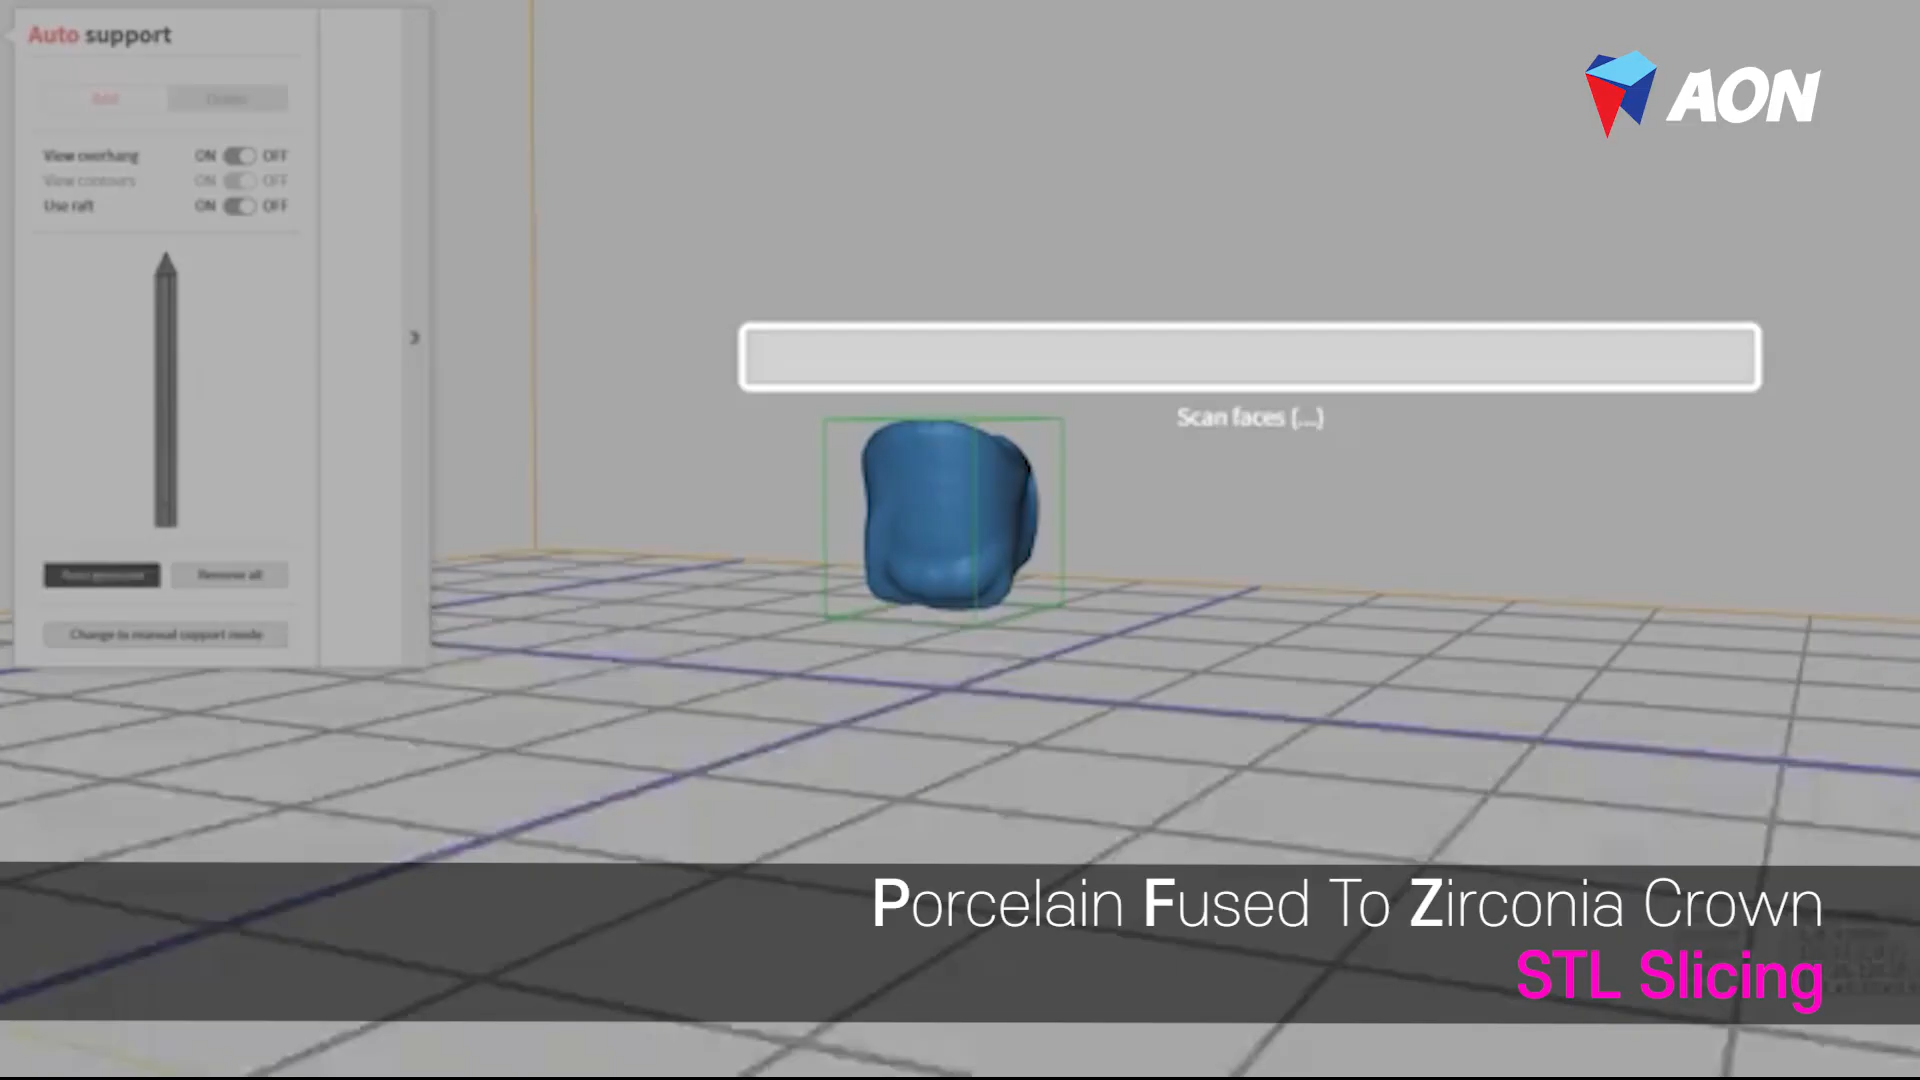 Auto support
AON
View overhang ON OFF
View contours ON OFF
Use raft ON OFF
Scan faces (...)
Remove all
Change to manual support mode
Porcelain Fused To Zirconia Crown
STL Slicing